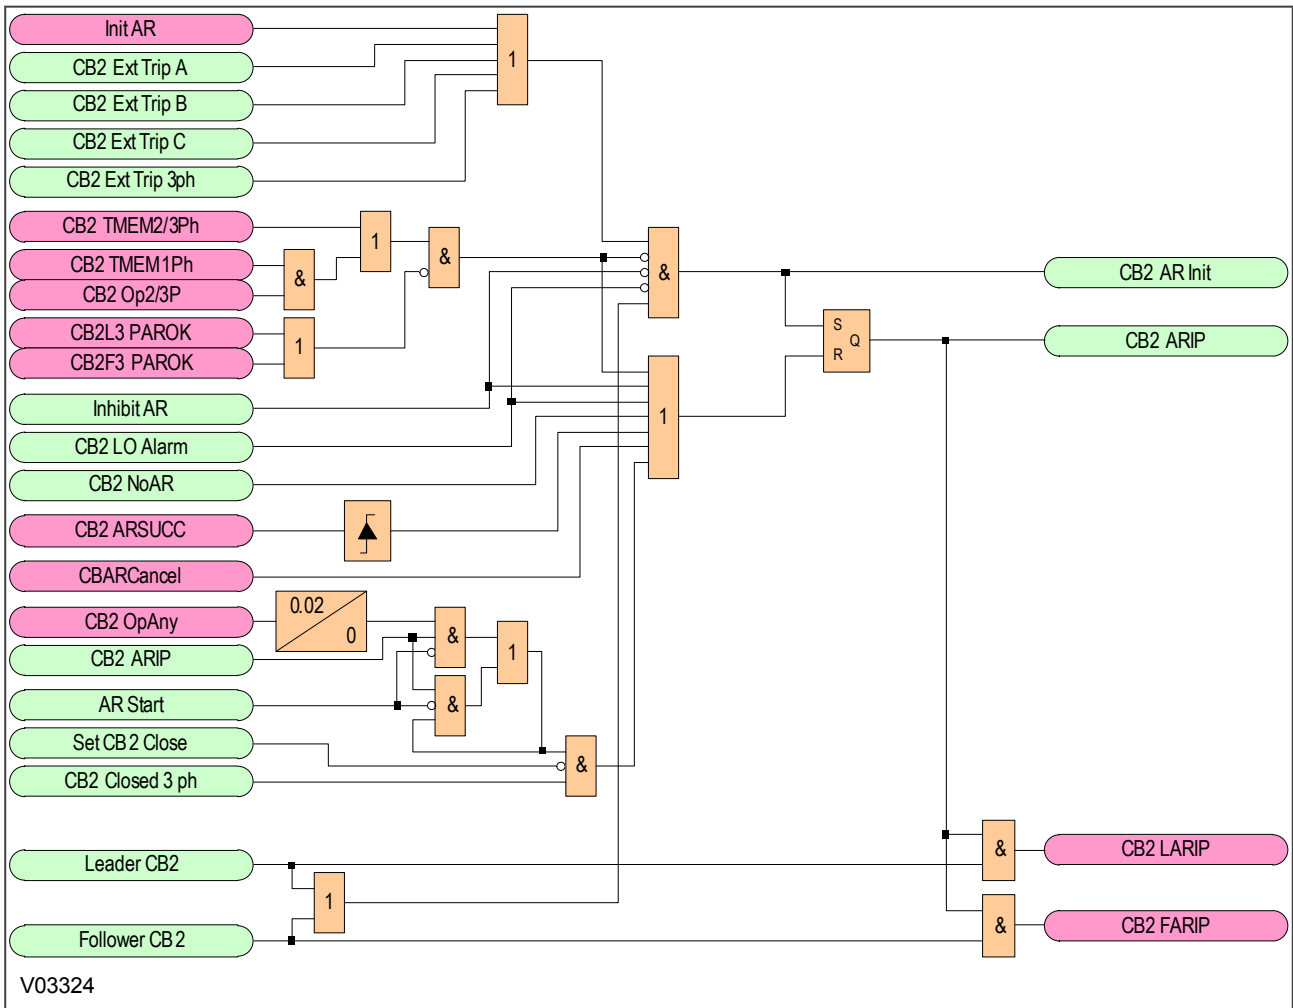 Init AR
CB2 Ext Trip A
CB2 Ext Trip B
CB2 Ext Trip C
CB2 Ext Trip 3ph
1
CB2 TMEM2/3Ph
CB2 TMEM1Ph
CB2 Op2/3P
CB2L3 PAROK
CB2F3 PAROK
&
1
1
&
&
CB2 AR Init
S
R
Q
CB2 ARIP
Inhibit AR
CB2 LO Alarm
CB2 NoAR
CB2 ARSUCC
CBARCancel
1
CB2 OpAny
0.02
0
CB2 ARIP
AR Start
Set CB2 Close
CB2 Closed 3 ph
&
&
1
&
Leader CB2
1
Follower CB2
&
CB2 LARIP
&
CB2 FARIP
V03324